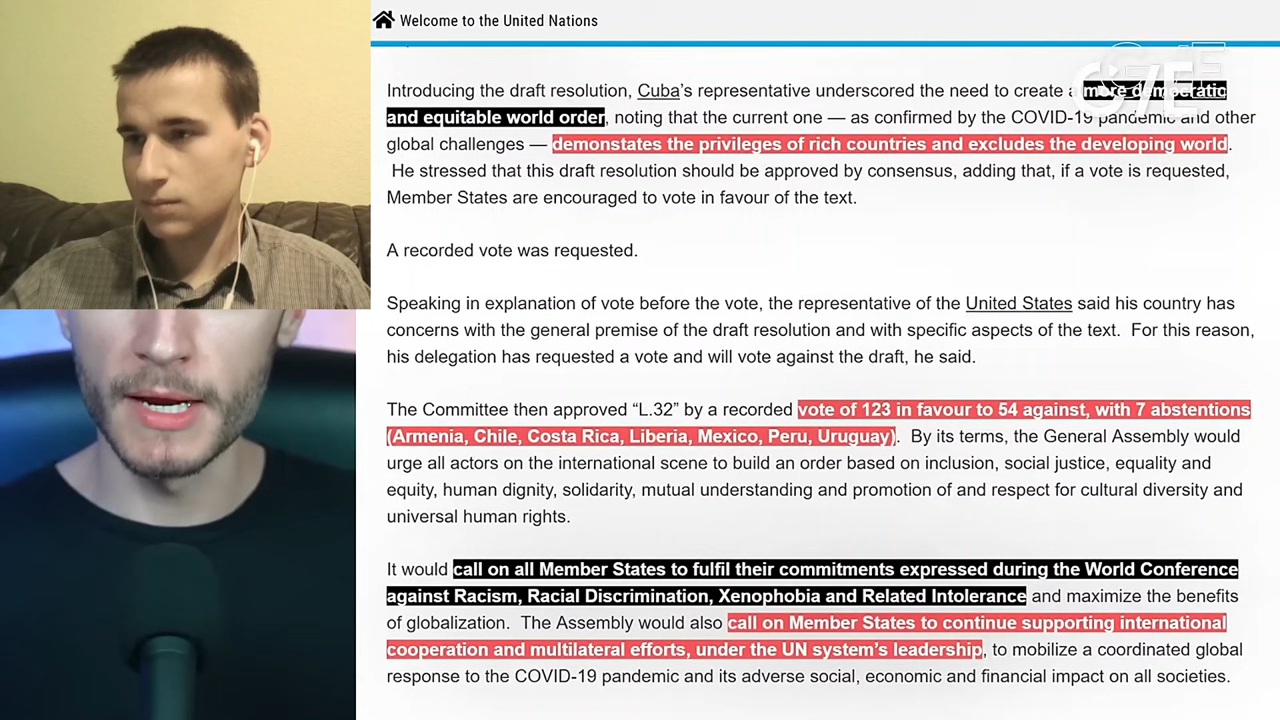 Welcome to the United Nations
Introducing the draft resolution, Cuba's representative underscored the need to create a more democratic
and equitable world order, noting that the current one — as confirmed by the COVID-19 pandemic and other
global challenges — demonstates the privileges of rich countries and excludes the developing world.
He stressed that this draft resolution should be approved by consensus, adding that, if a vote is requested,
Member States are encouraged to vote in favour of the text.
A recorded vote was requested.
Speaking in explanation of vote before the vote, the representative of the United States said his country has
concerns with the general premise of the draft resolution and with specific aspects of the text. For this reason,
his delegation has requested a vote and will vote against the draft, he said.
The Committee then approved “L.32” by a recorded vote of 123 in favour to 54 against, with 7 abstentions
(Armenia, Chile, Costa Rica, Liberia, Mexico, Peru, Uruguay). By its terms, the General Assembly would
urge all actors on the international scene to build an order based on inclusion, social justice, equality and
equity, human dignity, solidarity, mutual understanding and promotion of and respect for cultural diversity and
universal human rights.
It would call on all Member States to fulfil their commitments expressed during the World Conference
against Racism, Racial Discrimination, Xenophobia and Related Intolerance and maximize the benefits
of globalization. The Assembly would also call on Member States to continue supporting international
cooperation and multilateral efforts, under the UN system’s leadership, to mobilize a coordinated global
response to the COVID-19 pandemic and its adverse social, economic and financial impact on all societies.